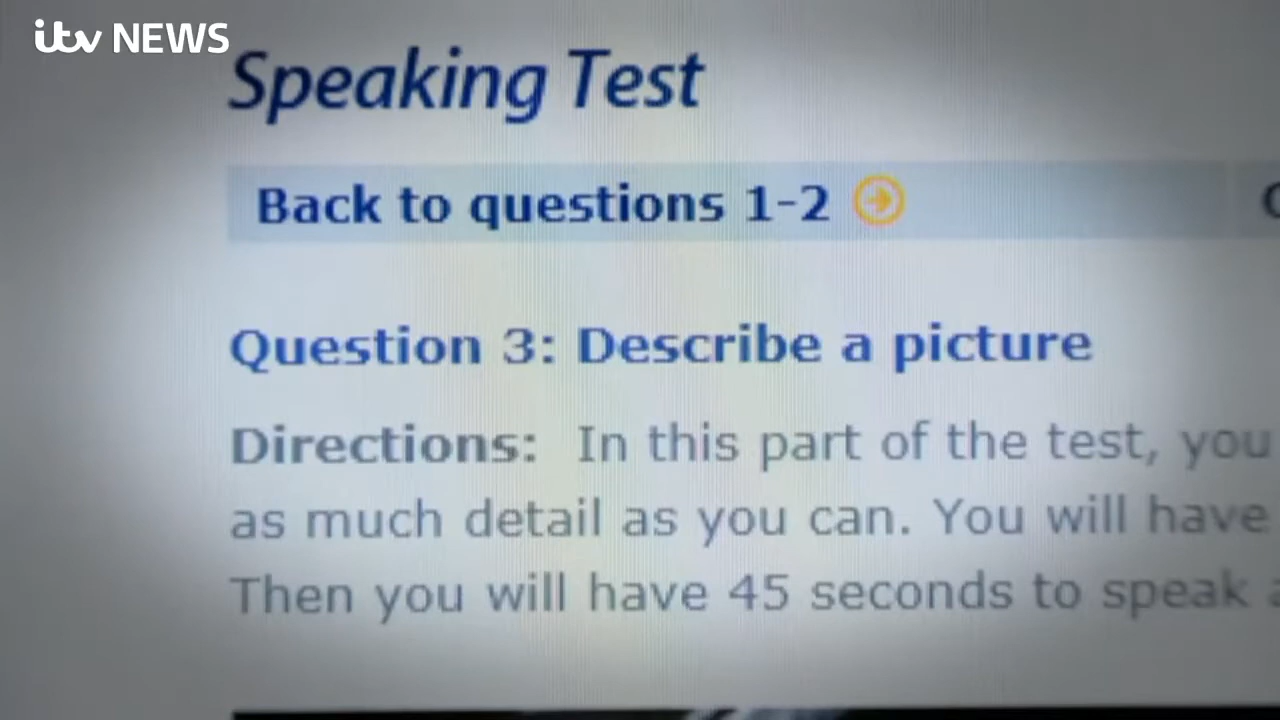 itv NEWS
Speaking Test
Back to questions 1-2
Question 3: Describe a picture
Directions: In this part of the test, you
as much detail as you can. You will have
Then you will have 45 seconds to speak